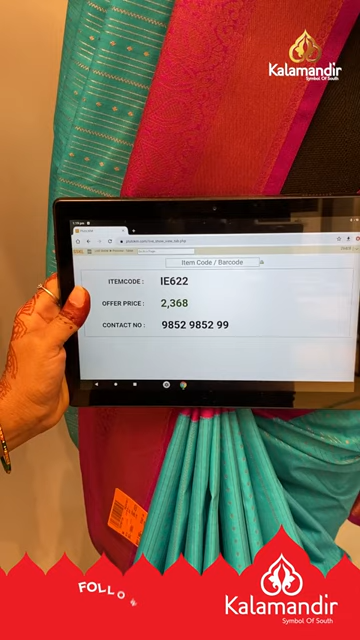 Kalamandir
Symbol Of South
Item Code / Barcode
ITEMCODE : IE622
OFFER PRICE : 2,368
CONTACT NO : 9852 9852 99
FOLLO
Kalamandir
Symbol Of South